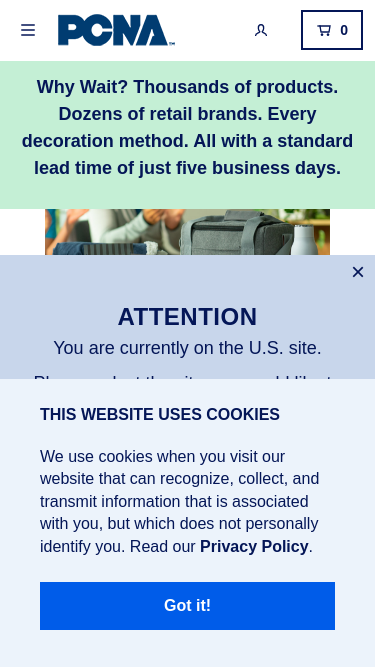 PCNA
0
Why Wait? Thousands of products.
Dozens of retail brands. Every
decoration method. All with a standard
lead time of just five business days.
ATTENTION
You are currently on the U.S. site.
THIS WEBSITE USES COOKIES
We use cookies when you visit our
website that can recognize, collect, and
transmit information that is associated
with you, but which does not personally
identify you. Read our Privacy Policy.
Got it!